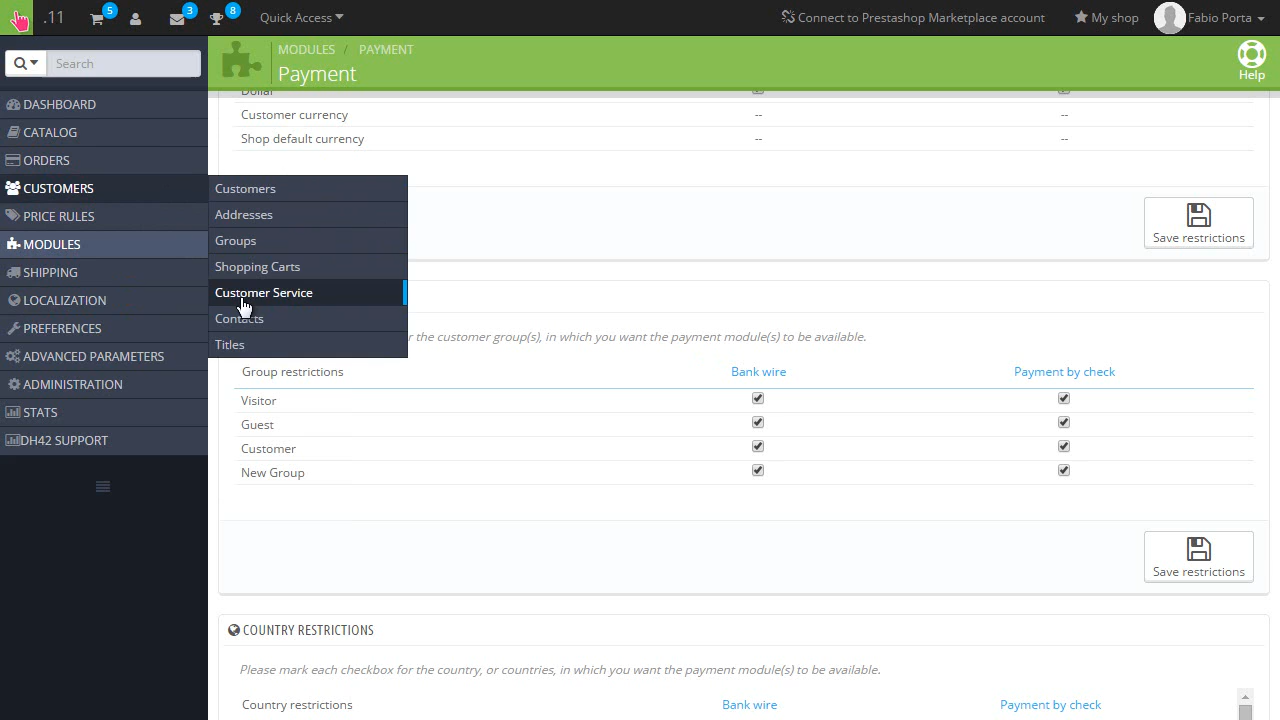 .11 5 3 8 Quick Access Connect to Prestashop Marketplace account My shop Fabio Porta
Search
MODULES / PAYMENT
Payment
Help
DASHBOARD
CATALOG
ORDERS
CUSTOMERS
PRICE RULES
MODULES
SHIPPING
LOCALIZATION
PREFERENCES
ADVANCED PARAMETERS
ADMINISTRATION
STATS
DH42 SUPPORT
Customers
Addresses
Groups
Shopping Carts
Customer Service
Contacts
Titles
Dollar
Customer currency -- --
Shop default currency -- --
Save restrictions
r the customer group(s), in which you want the payment module(s) to be available.
Group restrictions Bank wire Payment by check
Visitor
Guest
Customer
New Group
Save restrictions
COUNTRY RESTRICTIONS
Please mark each checkbox for the country, or countries, in which you want the payment module(s) to be available.
Country restrictions Bank wire Payment by check